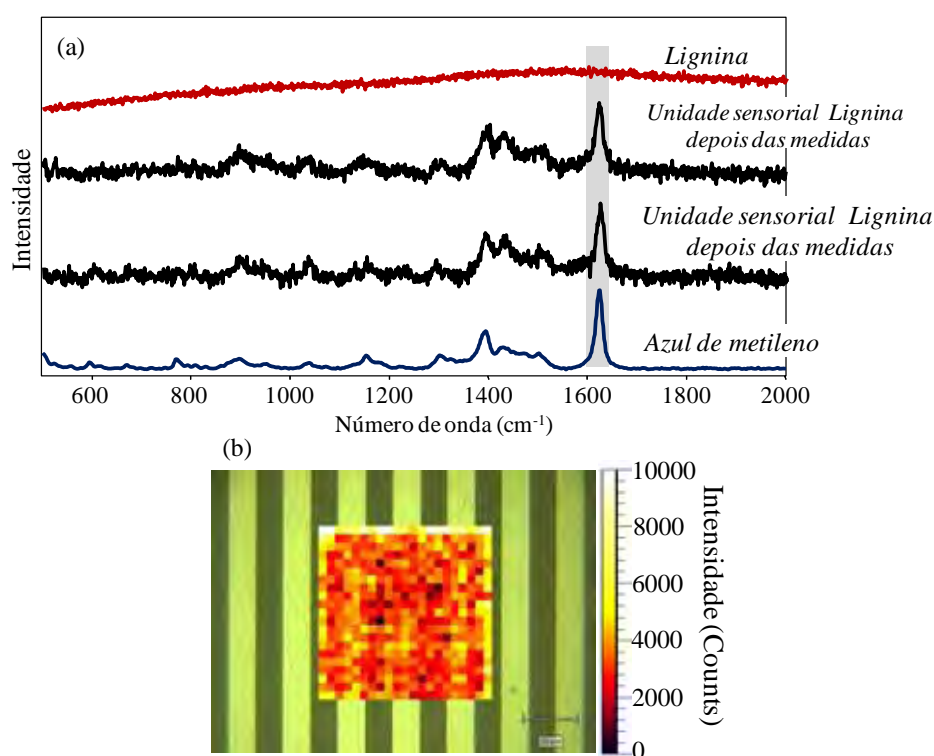 (a)
Lignina
Unidade sensorial Lignina
depois das medidas
Unidade sensorial Lignina
depois das medidas
Azul de metileno
Intensidade
600 800 1000 1200 1400 1600 1800 2000
Número de onda (cm-1)
(b)
10000
8000
6000
4000
2000
0
Intensidade (Counts)